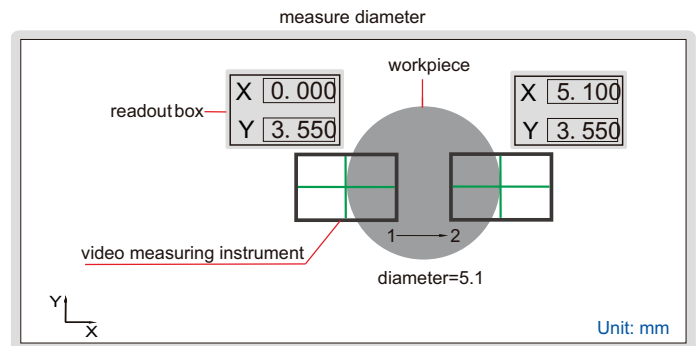 measure diameter
workpiece
X 0.000
Y 3.550
X 5.100
Y 3.550
readout box
1 2
video measuring instrument
diameter=5.1
Y
X
Unit: mm